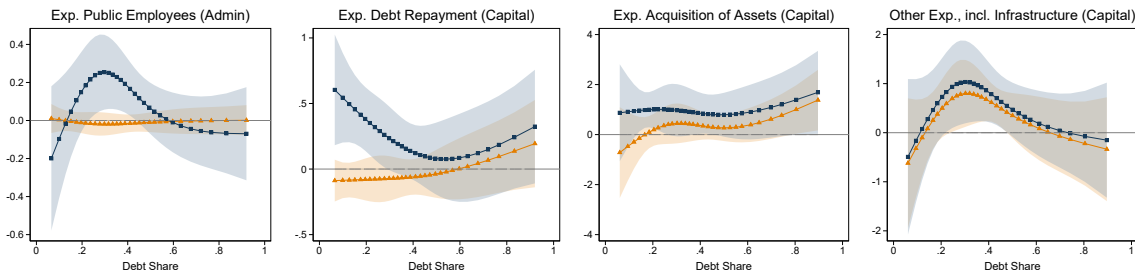 Exp. Public Employees (Admin)
0.4
0.2
0.0
-0.2
-0.4
-0.6
0 .2 .4 .6 .8 1
Debt Share
Exp. Debt Repayment (Capital)
1
.5
0
-.5
0 .2 .4 .6 .8 1
Debt Share
Exp. Acquisition of Assets (Capital)
4
2
0
-2
-4
0 .2 .4 .6 .8 1
Debt Share
Other Exp., incl. Infrastructure (Capital)
2
1
0
-1
-2
0 .2 .4 .6 .8 1
Debt Share